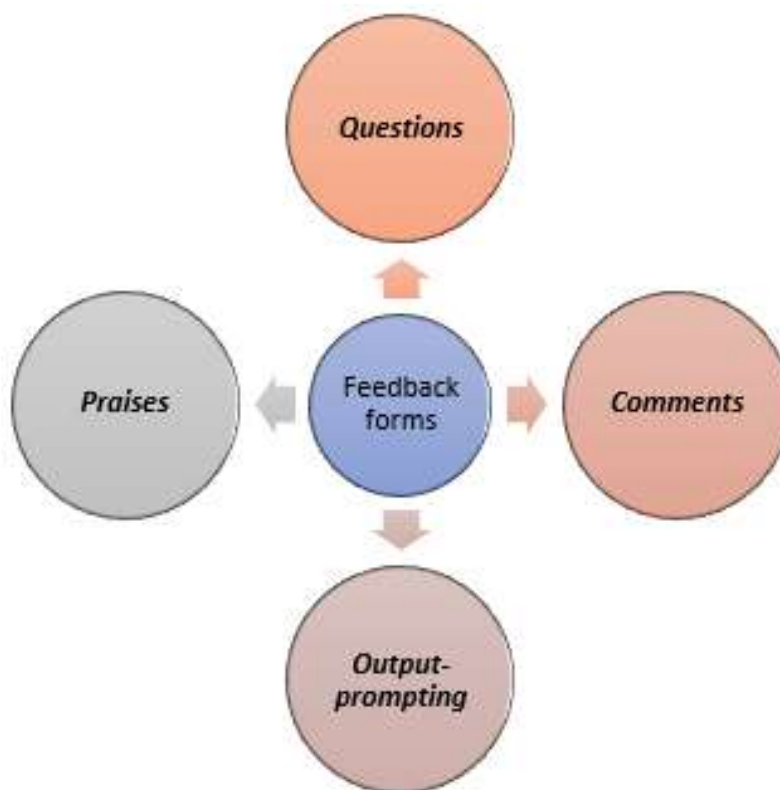 Questions
Praises
Feedback
forms
Comments
Output-
prompting